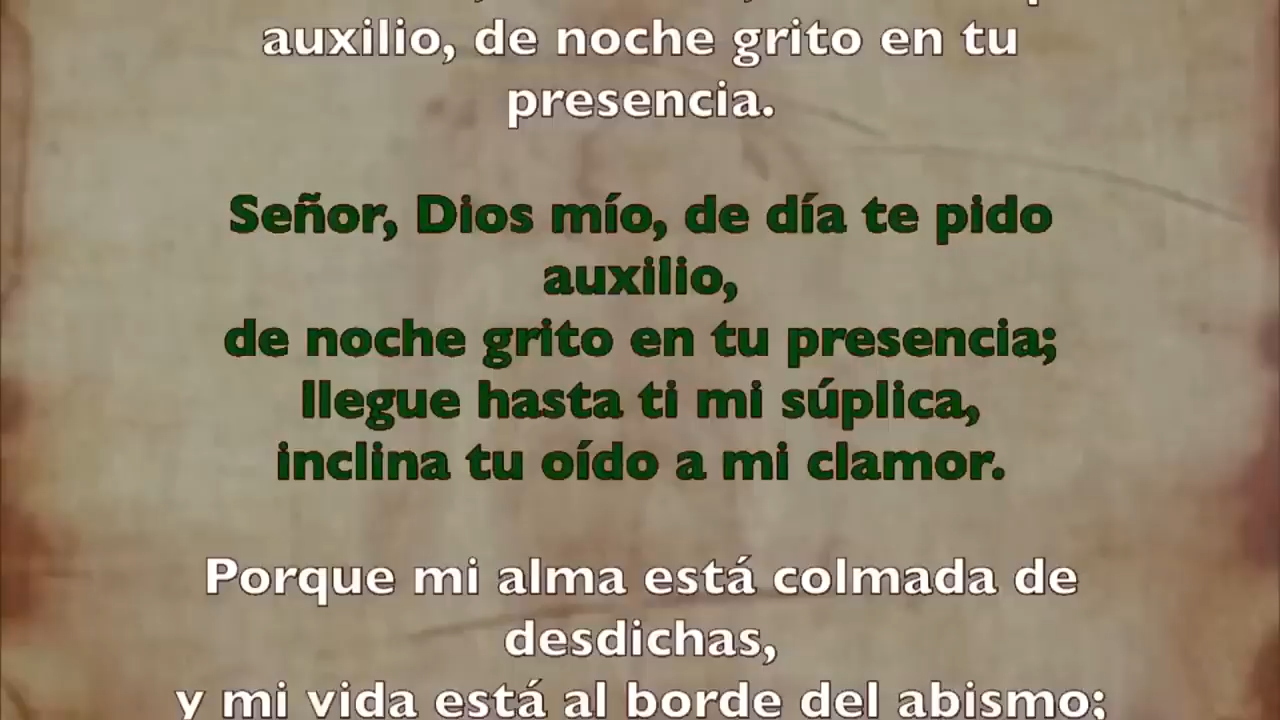 auxilio, de noche grito en tu
presencia.
Señor, Dios mío, de día te pido
auxilio,
de noche grito en tu presencia;
llegue hasta ti mi súplica,
inclina tu oído a mi clamor.
Porque mi alma está colmada de
desdichas,
y mi vida está al borde del abismo;